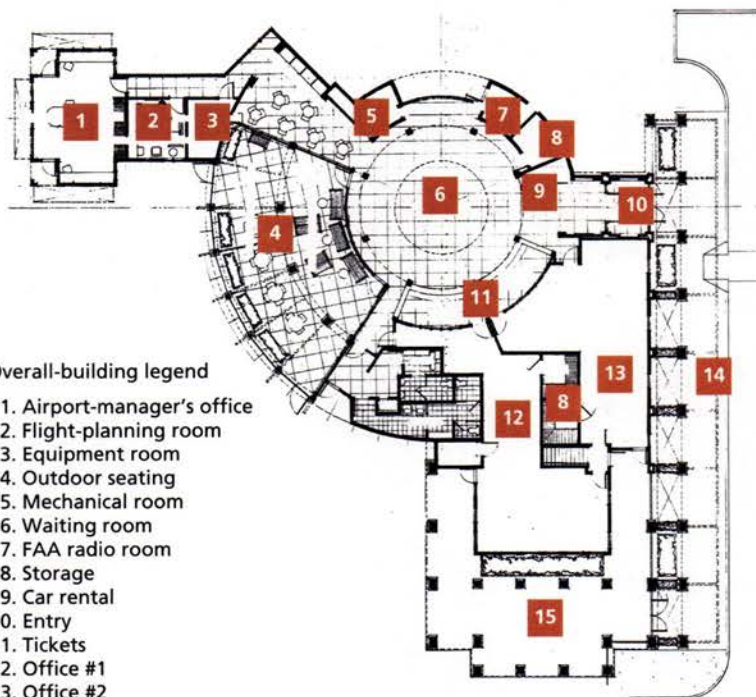 1
2
3
5
7
8
6
9
10
4
11
13
14
12
8
15
Overall-building legend
1. Airport-manager's office
2. Flight-planning room
3. Equipment room
4. Outdoor seating
5. Mechanical room
6. Waiting room
7. FAA radio room
8. Storage
9. Car rental
0. Entry
1. Tickets
2. Office #1
3. Office #2